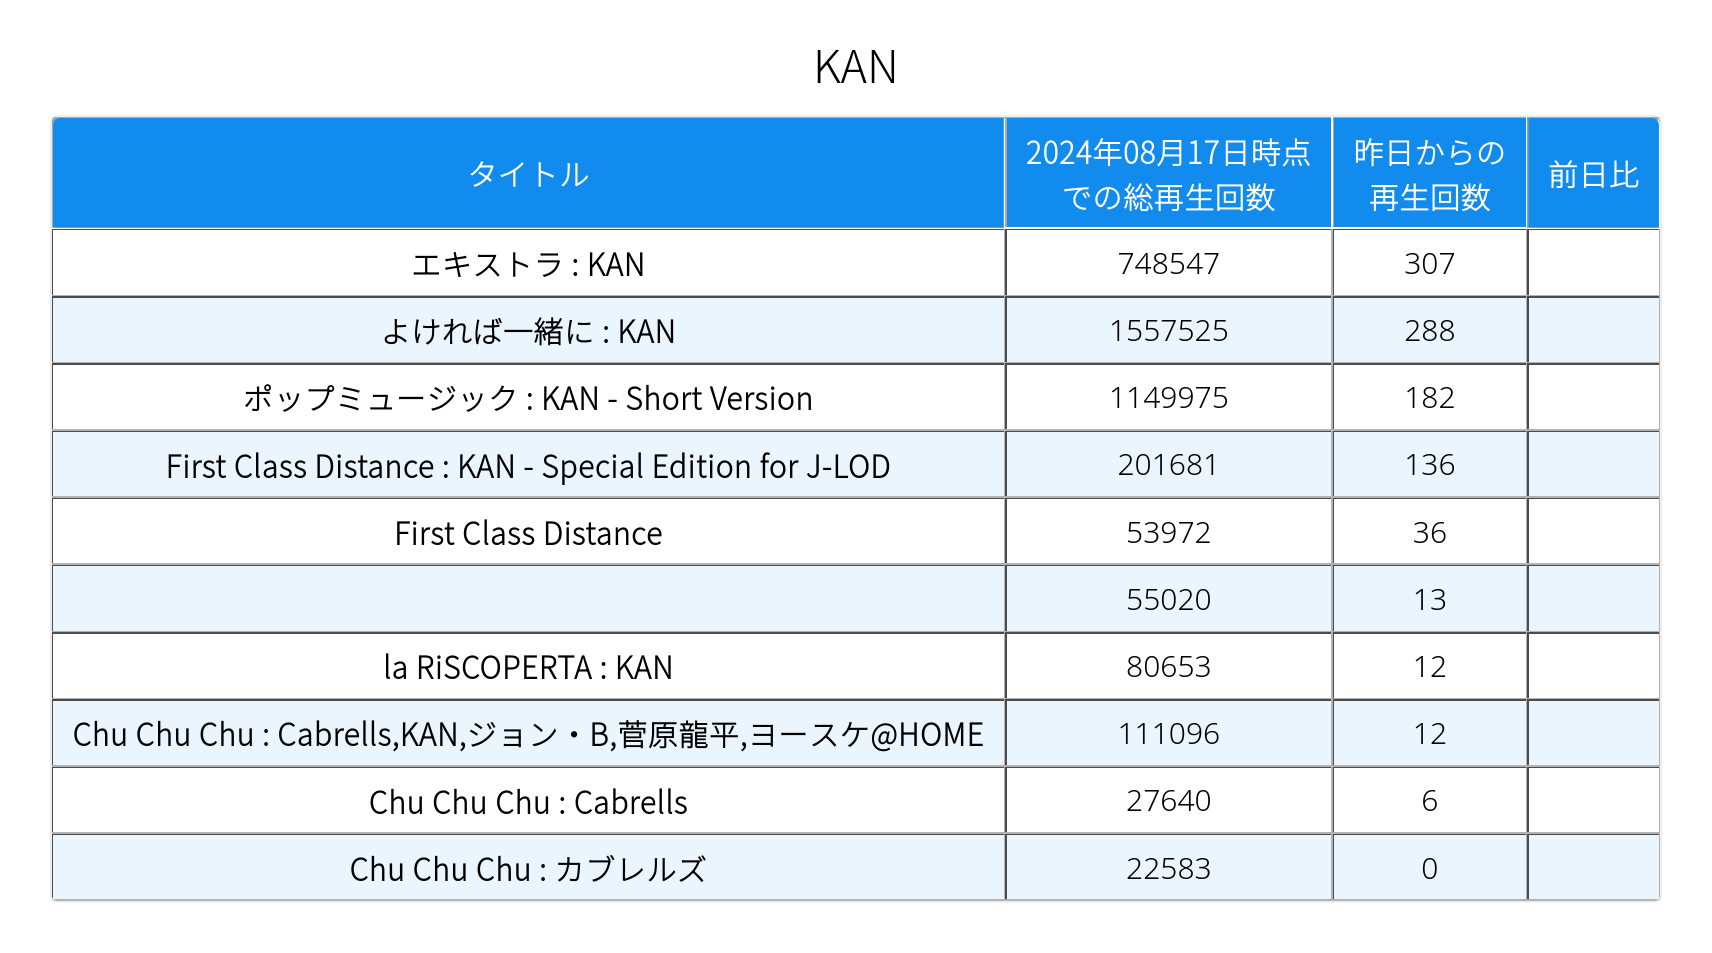 KAN
タイトル
2024年08月17日時点
での総再生回数
昨日からの
再生回数
前日比
エキストラ : KAN 748547 307
よければ一緒に : KAN 1557525 288
ポップミュージック : KAN - Short Version 1149975 182
First Class Distance : KAN - Special Edition for J-LOD 201681 136
First Class Distance 53972 36
55020 13
la RiSCOPERTA : KAN 80653 12
Chu Chu Chu : Cabrells,KAN,ジョン・B,菅原龍平,ヨースケ@HOME 111096 12
Chu Chu Chu : Cabrells 27640 6
Chu Chu Chu : カブレルズ 22583 0